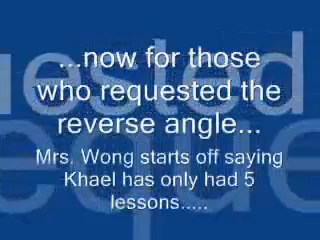 ...now for those
who requested the
reverse angle...
Mrs. Wong starts off saying
Khael has only had 5
lessons.....